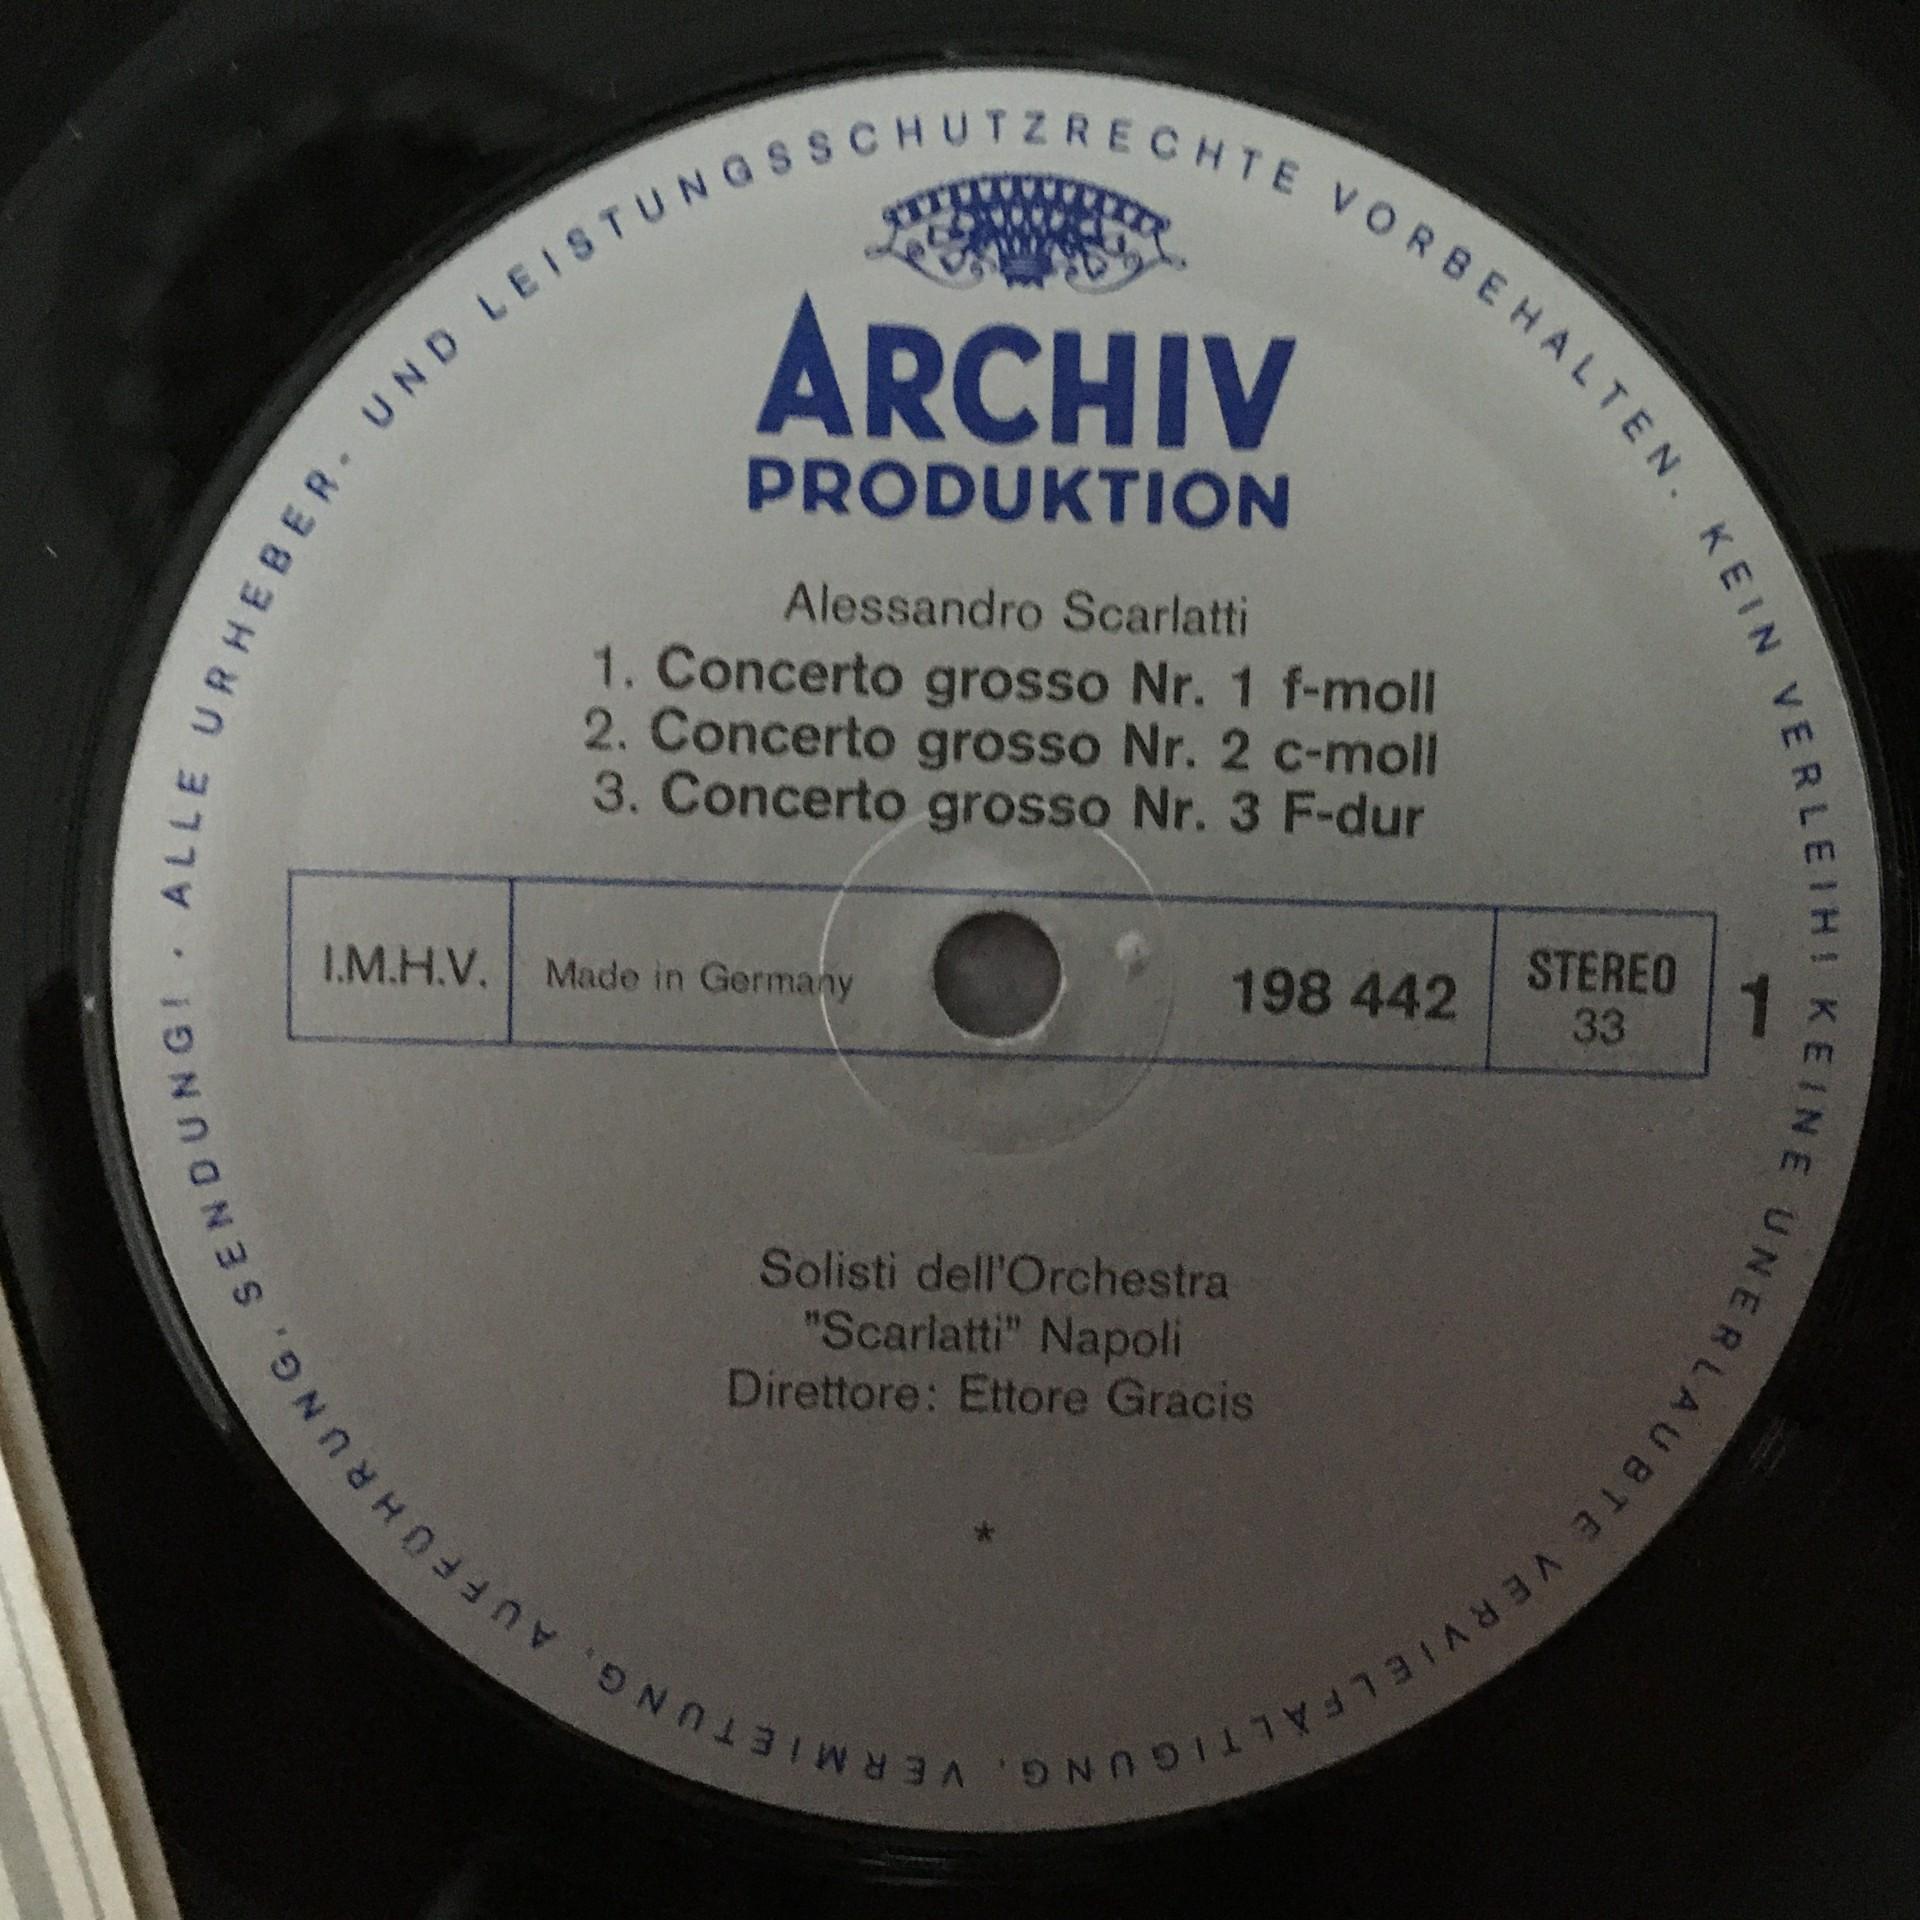 ALLE URHEBER- UND LEISTUNGSSCHUTZRECHTE VORBEHALTEN. KEIN VERLEIH! KEINE UNERLAUBTE VERVIELFÄLTIGUNG, VERMIETUNG, AUFFÜHRUNG, SENDUNG! ·
ARCHIV
PRODUKTION
Alessandro Scarlatti
1. Concerto grosso Nr. 1 f-moll
2. Concerto grosso Nr. 2 c-moll
3. Concerto grosso Nr. 3 F-dur
I.M.H.V. Made in Germany 198 442 STEREO 1
33
Solisti dell'Orchestra
"Scarlatti" Napoli
Direttore: Ettore Gracis
*